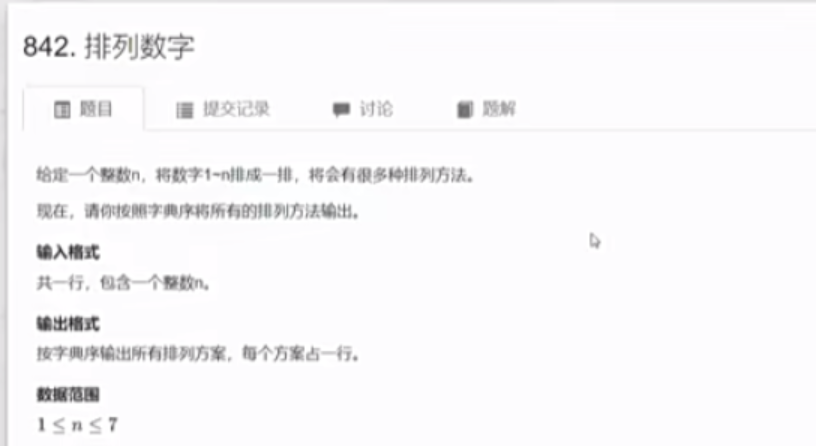 842. 排列数字
题目 提交记录 讨论 题解
给定一个整数n，将数字1~n排成一排，将会有很多种排列方法。
现在，请你按照字典序将所有的排列方法输出。
输入格式
共一行，包含一个整数n。
输出格式
按字典序输出所有排列方案，每个方案占一行。
数据范围
1 ≤ n ≤ 7